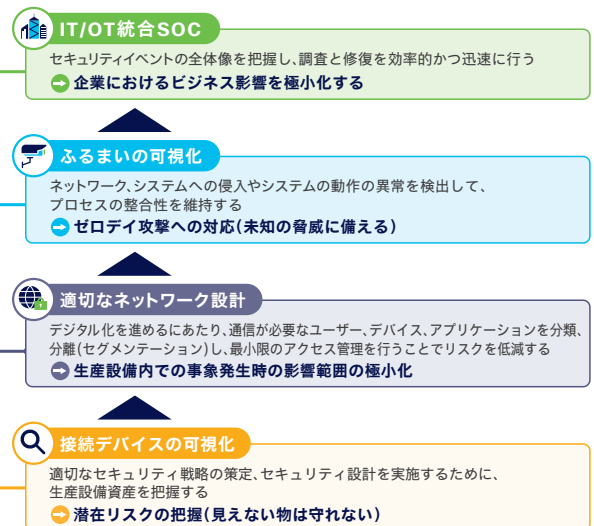 IT/OT統合SOC
セキュリティイベントの全体像を把握し、調査と修復を効率的かつ迅速に行う
企業におけるビジネス影響を極小化する
ふるまいの可視化
ネットワーク、システムへの侵入やシステムの動作の異常を検出して、
プロセスの整合性を維持する
ゼロデイ攻撃への対応(未知の脅威に備える)
適切なネットワーク設計
デジタル化を進めるにあたり、通信が必要なユーザー、デバイス、アプリケーションを分類、
分離(セグメンテーション)し、最小限のアクセス管理を行うことでリスクを低減する
生産設備内での事象発生時の影響範囲の極小化
接続デバイスの可視化
適切なセキュリティ戦略の策定、セキュリティ設計を実施するために、
生産設備資産を把握する
潜在リスクの把握(見えない物は守れない)